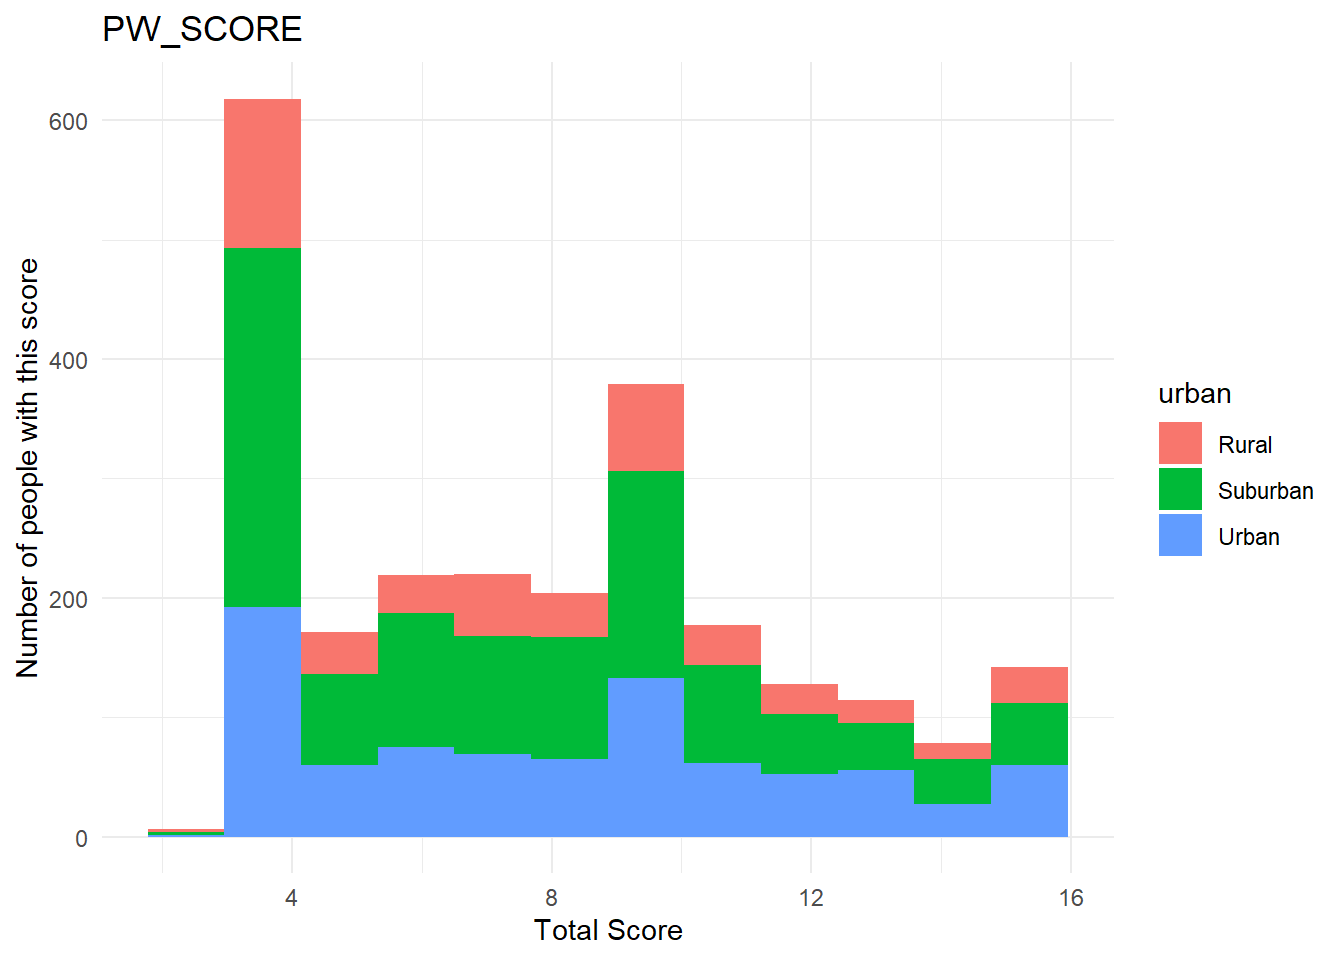 PW_SCORE
Number of people with this score
600
400
200
0
4 8 12 16
Total Score
urban
Rural
Suburban
Urban